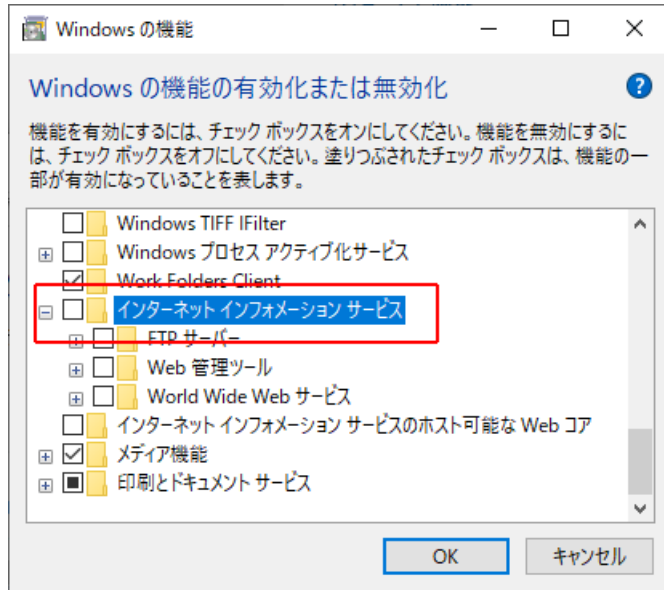 Windows の機能
Windows の機能の有効化または無効化
機能を有効にするには、チェック ボックスをオンにしてください。機能を無効にするに
は、チェック ボックスをオフにしてください。塗りつぶされたチェック ボックスは、機能の一
部が有効になっていることを表します。
Windows TIFF IFilter
Windows プロセス アクティブ化サービス
Work Folders Client
インターネット インフォメーション サービス
FTP サーバー
Web 管理ツール
World Wide Web サービス
インターネット インフォメーション サービスのホスト可能な Web コア
メディア機能
印刷とドキュメント サービス
OK
キャンセル